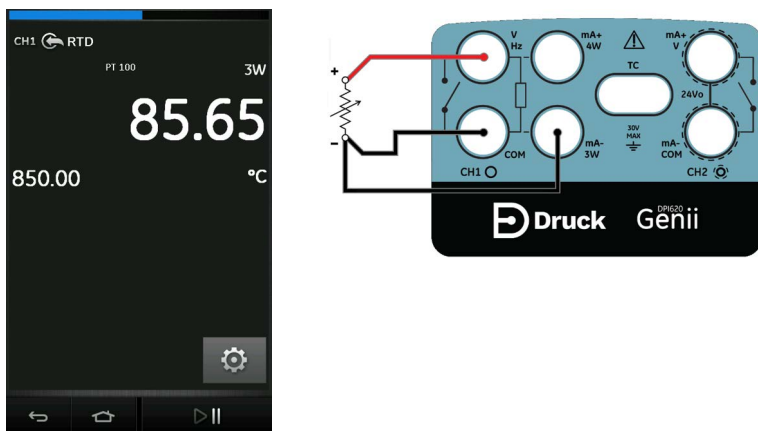 CH1 RTD
PT 100
3W
85.65
850.00
°C
V
Hz
mA+
4W
mA+
V
TC
24Vo
30V
MAX
COM
mA-
3W
mA-
COM
CH1
CH2
+
-
Druck
DPI620
Genii